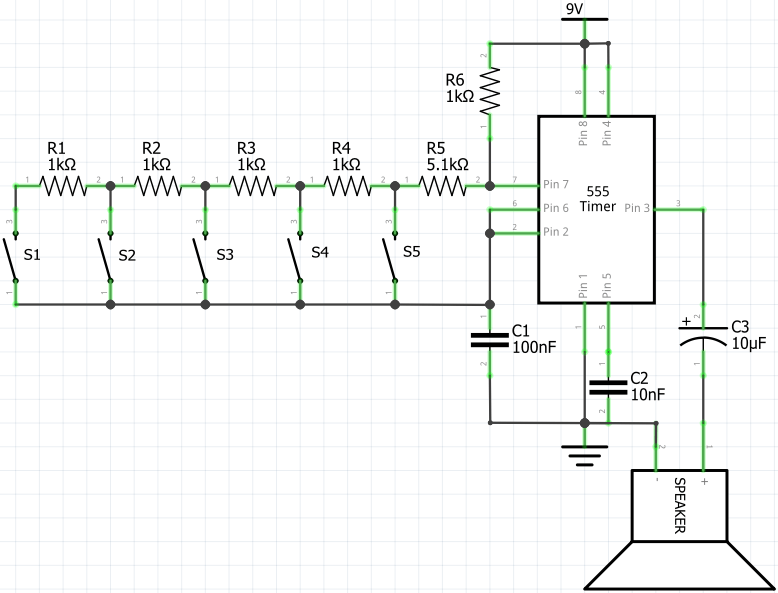 9V
R6
1kΩ
2
1
8
4
Pin 8
Pin 4
R1
1kΩ
R2
1kΩ
R3
1kΩ
R4
1kΩ
R5
5.1kΩ
1
2
1
2
1
2
1
2
1
2
7
Pin 7
555
Timer
6
Pin 6
2
Pin 2
Pin 3
3
3
S1
1
3
S2
1
3
S3
1
3
S4
1
3
S5
1
Pin 1
Pin 5
1
5
1
C1
100nF
2
1
C2
10nF
2
2
+
C3
10µF
1
2
1
-
+
SPEAKER